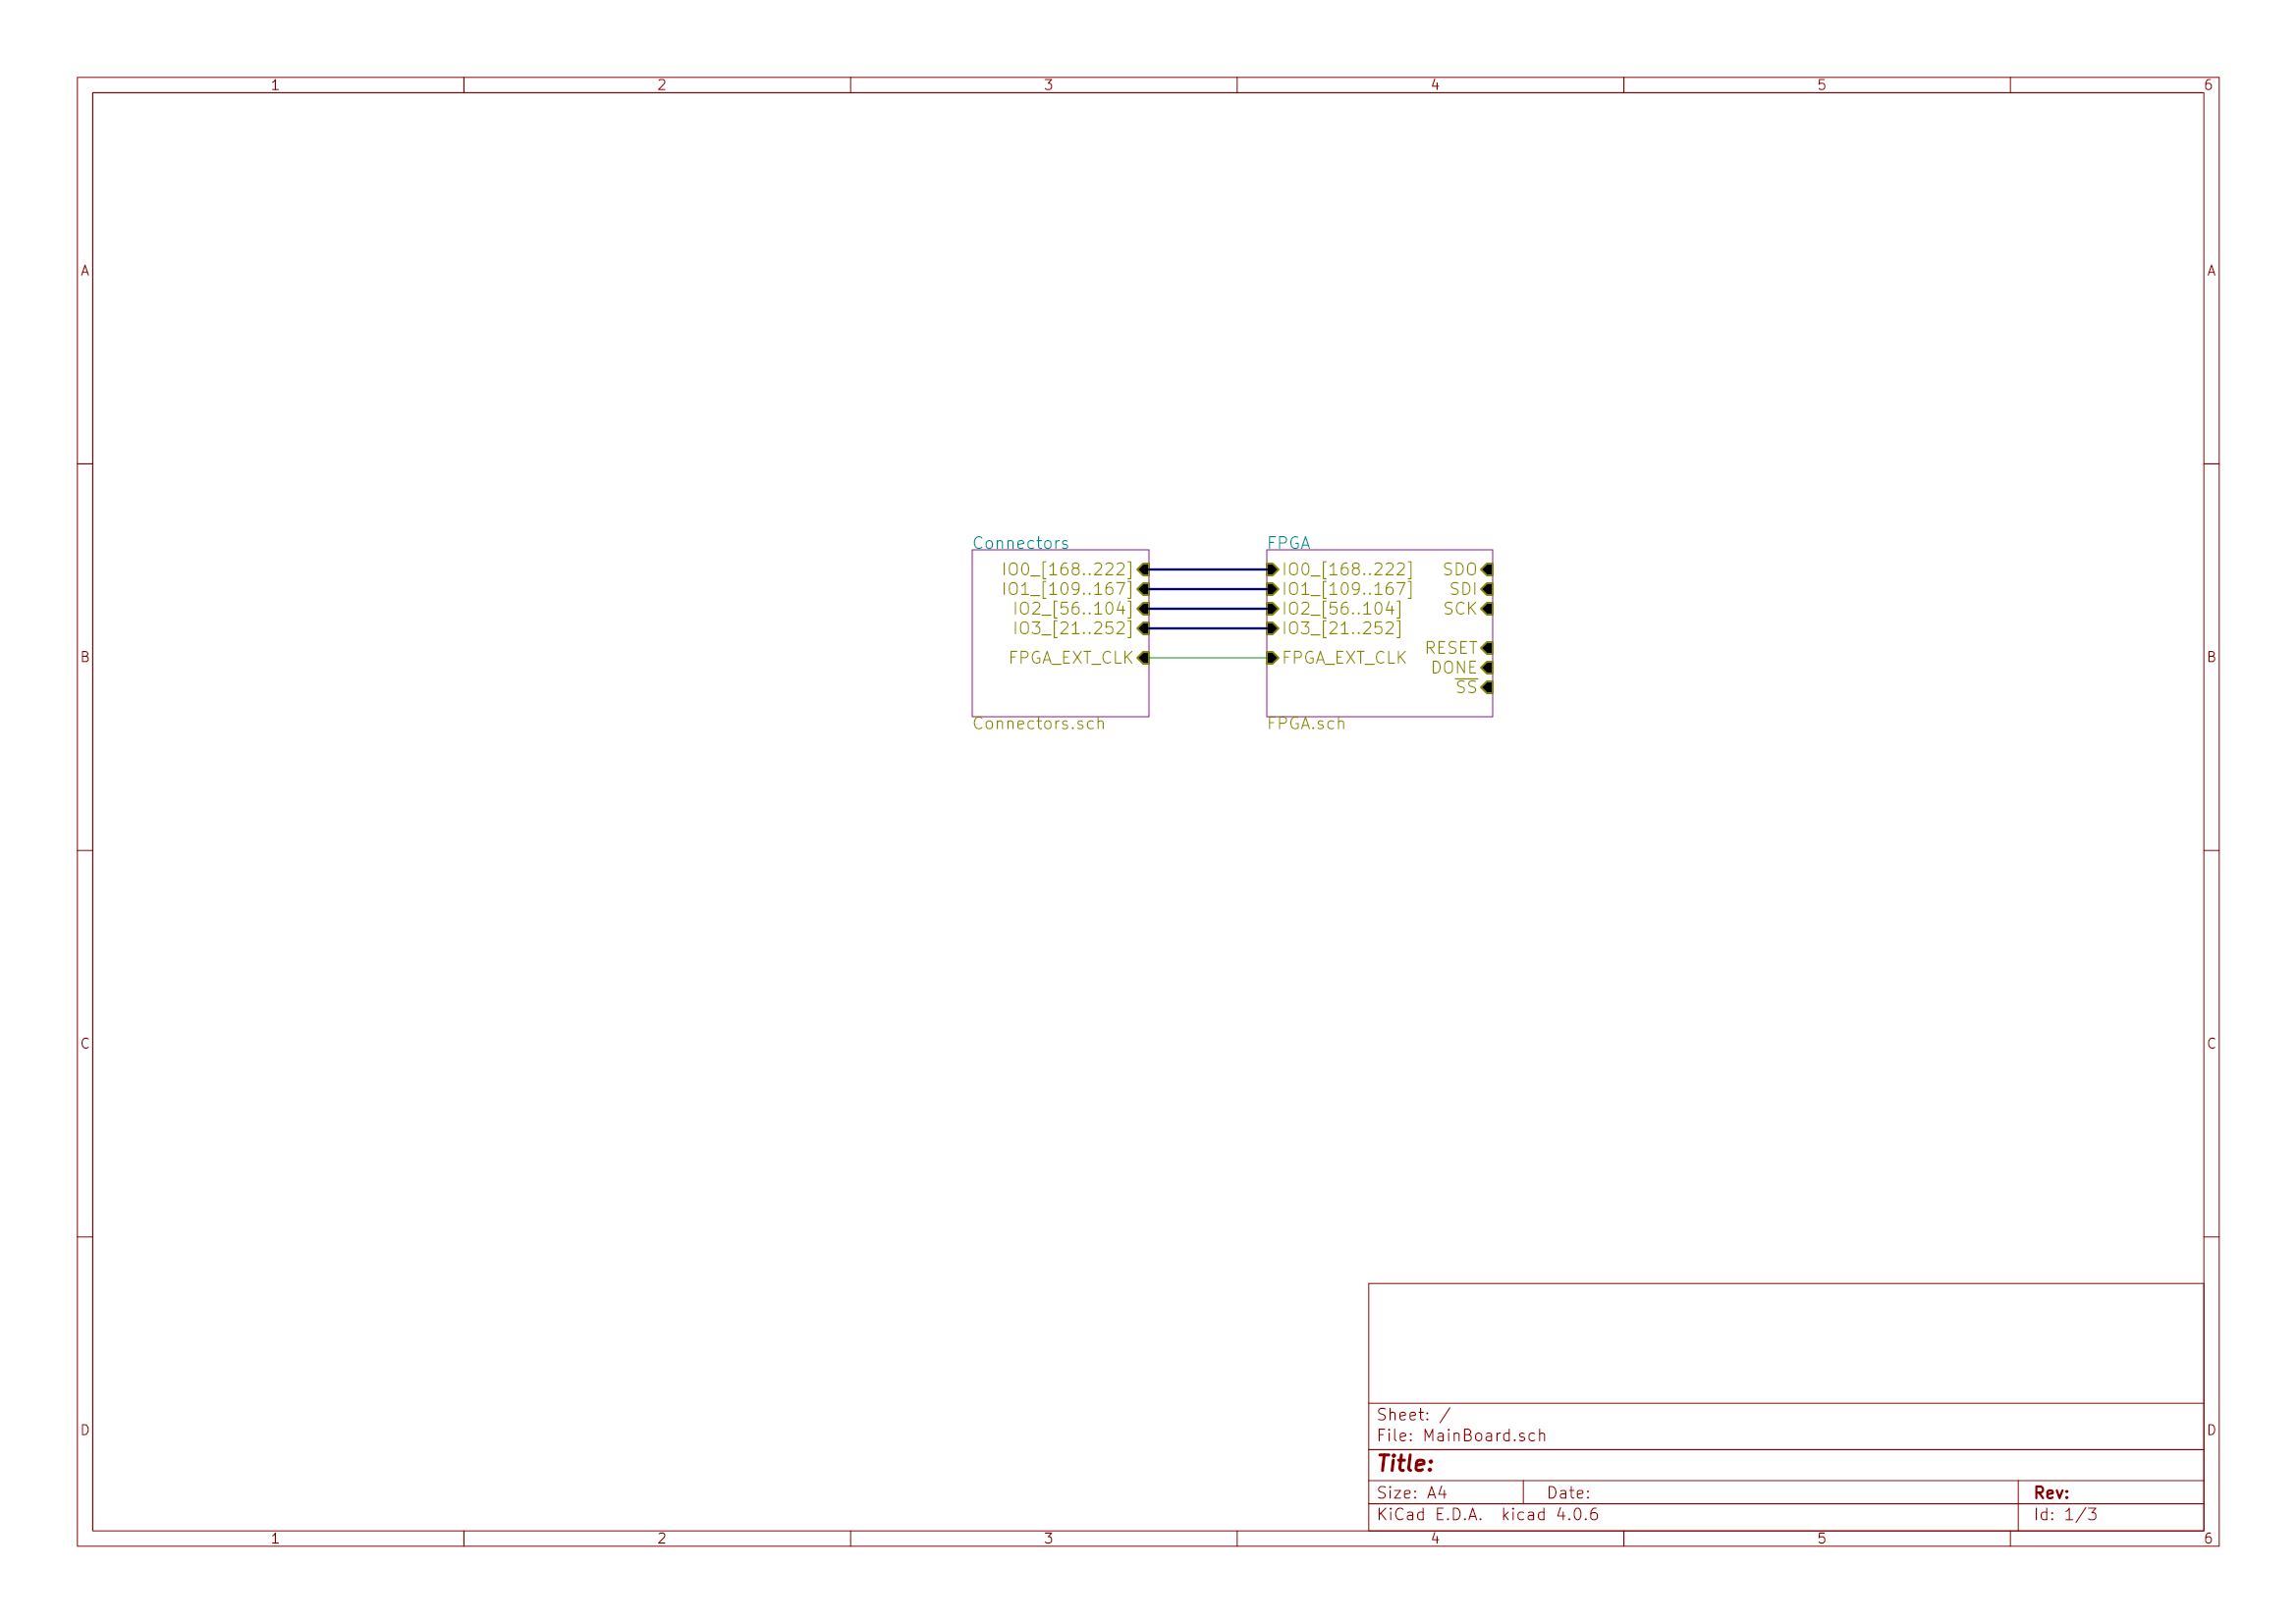 1 2 3 4 5 6
A A
Connectors FPGA
IO0_[168..222] IO0_[168..222] SDO
IO1_[109..167] IO1_[109..167] SDI
IO2_[56..104] IO2_[56..104] SCK
IO3_[21..252] IO3_[21..252]
RESET
B FPGA_EXT_CLK FPGA_EXT_CLK B
DONE
SS
Connectors.sch FPGA.sch
C C
Sheet: /
D D
File: MainBoard.sch
Title:
Size: A4 Date: Rev:
KiCad E.D.A. kicad 4.0.6 Id: 1/3
1 2 3 4 5 6